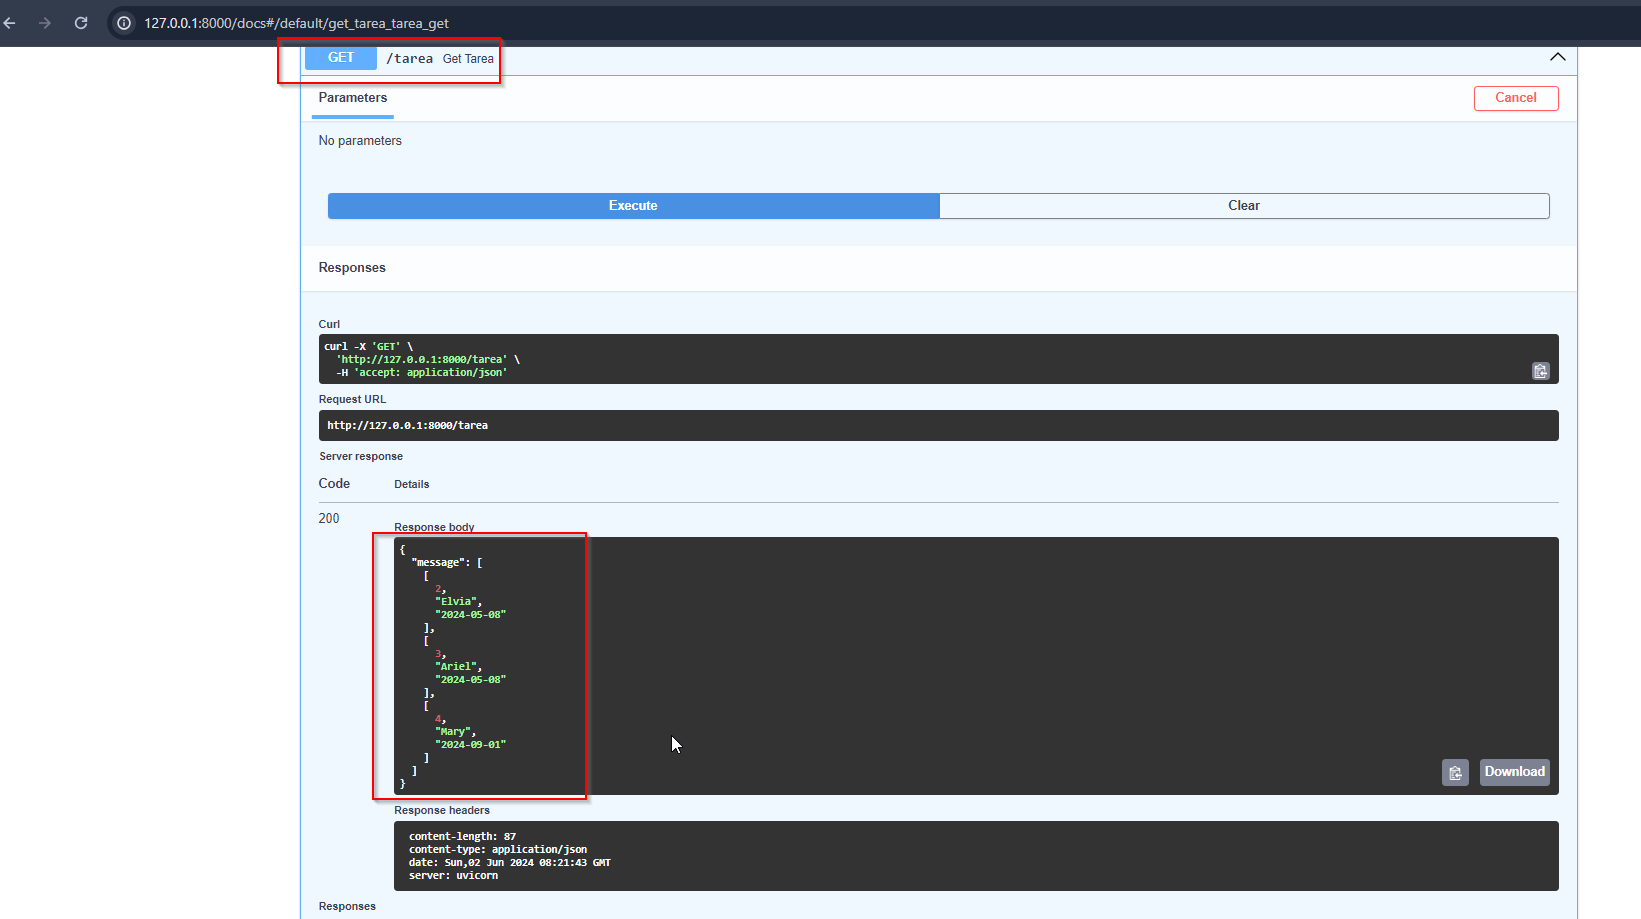 127.0.0.1:8000/docs#/default/get_tarea_tarea_get
GET /tarea Get Tarea
Parameters
Cancel
No parameters
Execute
Clear
Responses
Curl
curl -X 'GET' \
'http://127.0.0.1:8000/tarea' \
-H 'accept: application/json'
Request URL
http://127.0.0.1:8000/tarea
Server response
Code Details
200
Response body
{
"message": [
[
2,
"Elvia",
"2024-05-08"
],
[
3,
"Ariel",
"2024-05-08"
],
[
4,
"Mary",
"2024-09-01"
]
]
}
Download
Response headers
content-length: 87
content-type: application/json
date: Sun,02 Jun 2024 08:21:43 GMT
server: uvicorn
Responses